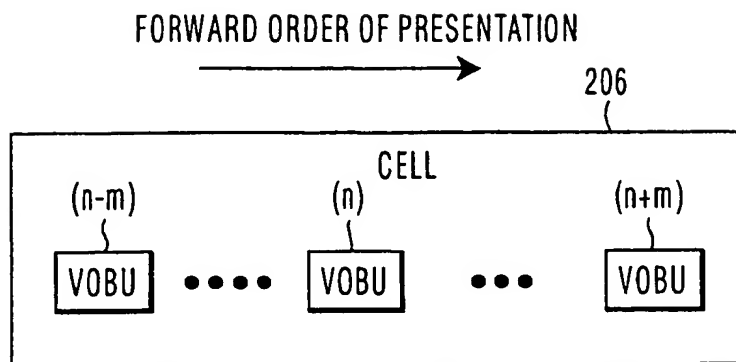 FORWARD ORDER OF PRESENTATION
206
CELL
(n-m) (n) (n+m)
VOBU •••• VOBU ••• VOBU